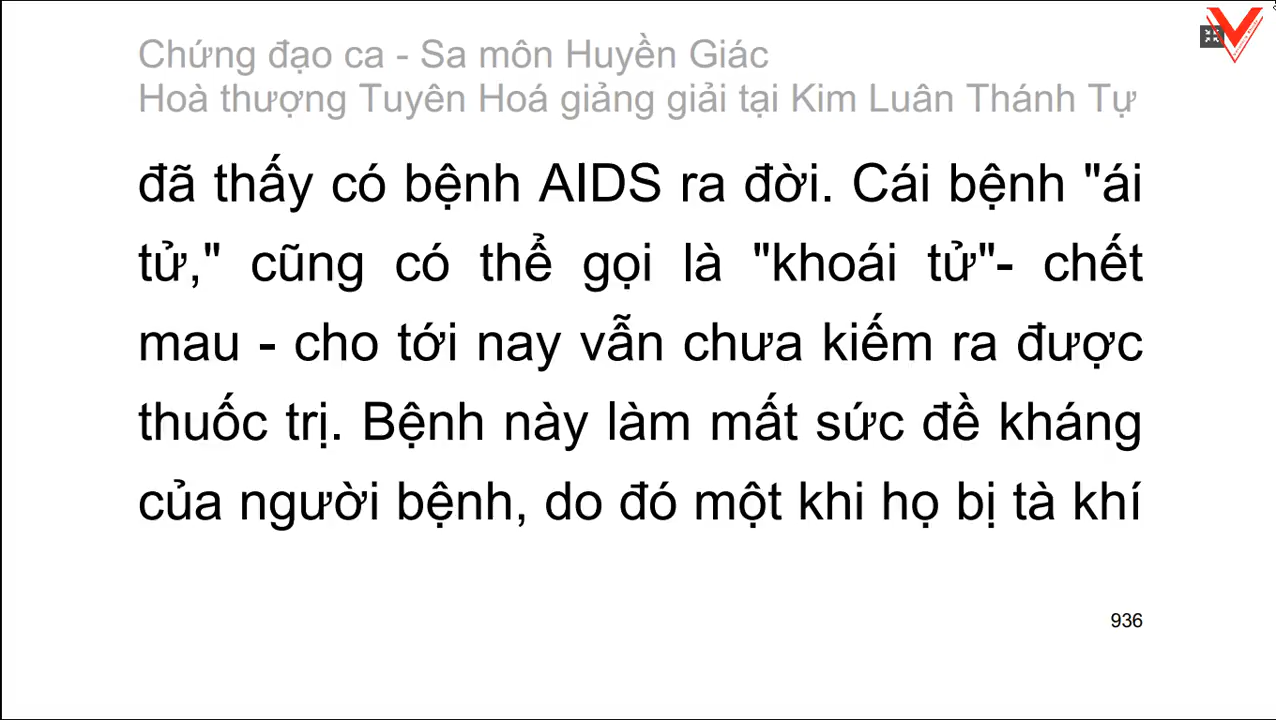 Chứng đạo ca - Sa môn Huyền Giác
Hoà thượng Tuyên Hoá giảng giải tại Kim Luân Thánh Tự
đã thấy có bệnh AIDS ra đời. Cái bệnh "ái
tử," cũng có thể gọi là "khoái tử"- chết
mau - cho tới nay vẫn chưa kiếm ra được
thuốc trị. Bệnh này làm mất sức đề kháng
của người bệnh, do đó một khi họ bị tà khí
936